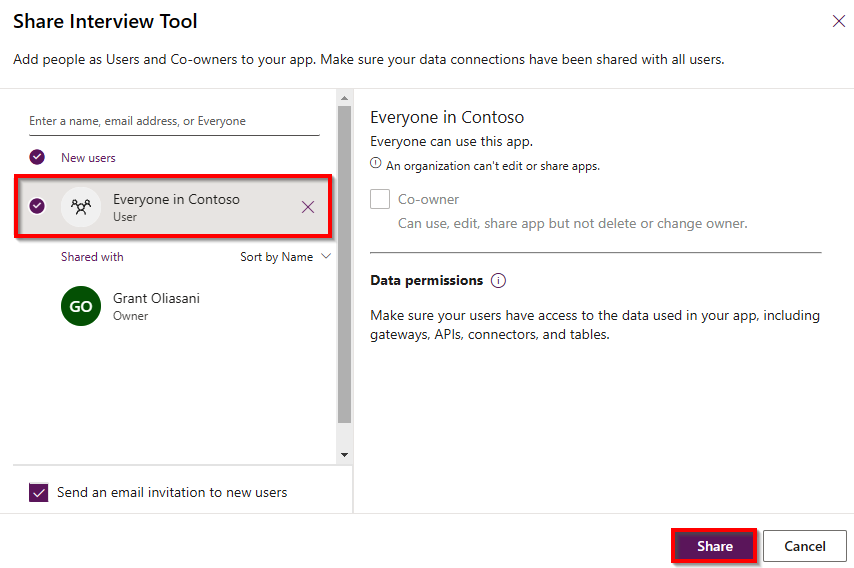 Share Interview Tool
Add people as Users and Co-owners to your app. Make sure your data connections have been shared with all users.
Enter a name, email address, or Everyone
New users
Everyone in Contoso
User
Shared with
Sort by Name
GO
Grant Oliasani
Owner
Send an email invitation to new users
Everyone in Contoso
Everyone can use this app.
An organization can't edit or share apps.
Co-owner
Can use, edit, share app but not delete or change owner.
Data permissions
Make sure your users have access to the data used in your app, including
gateways, APIs, connectors, and tables.
Share
Cancel